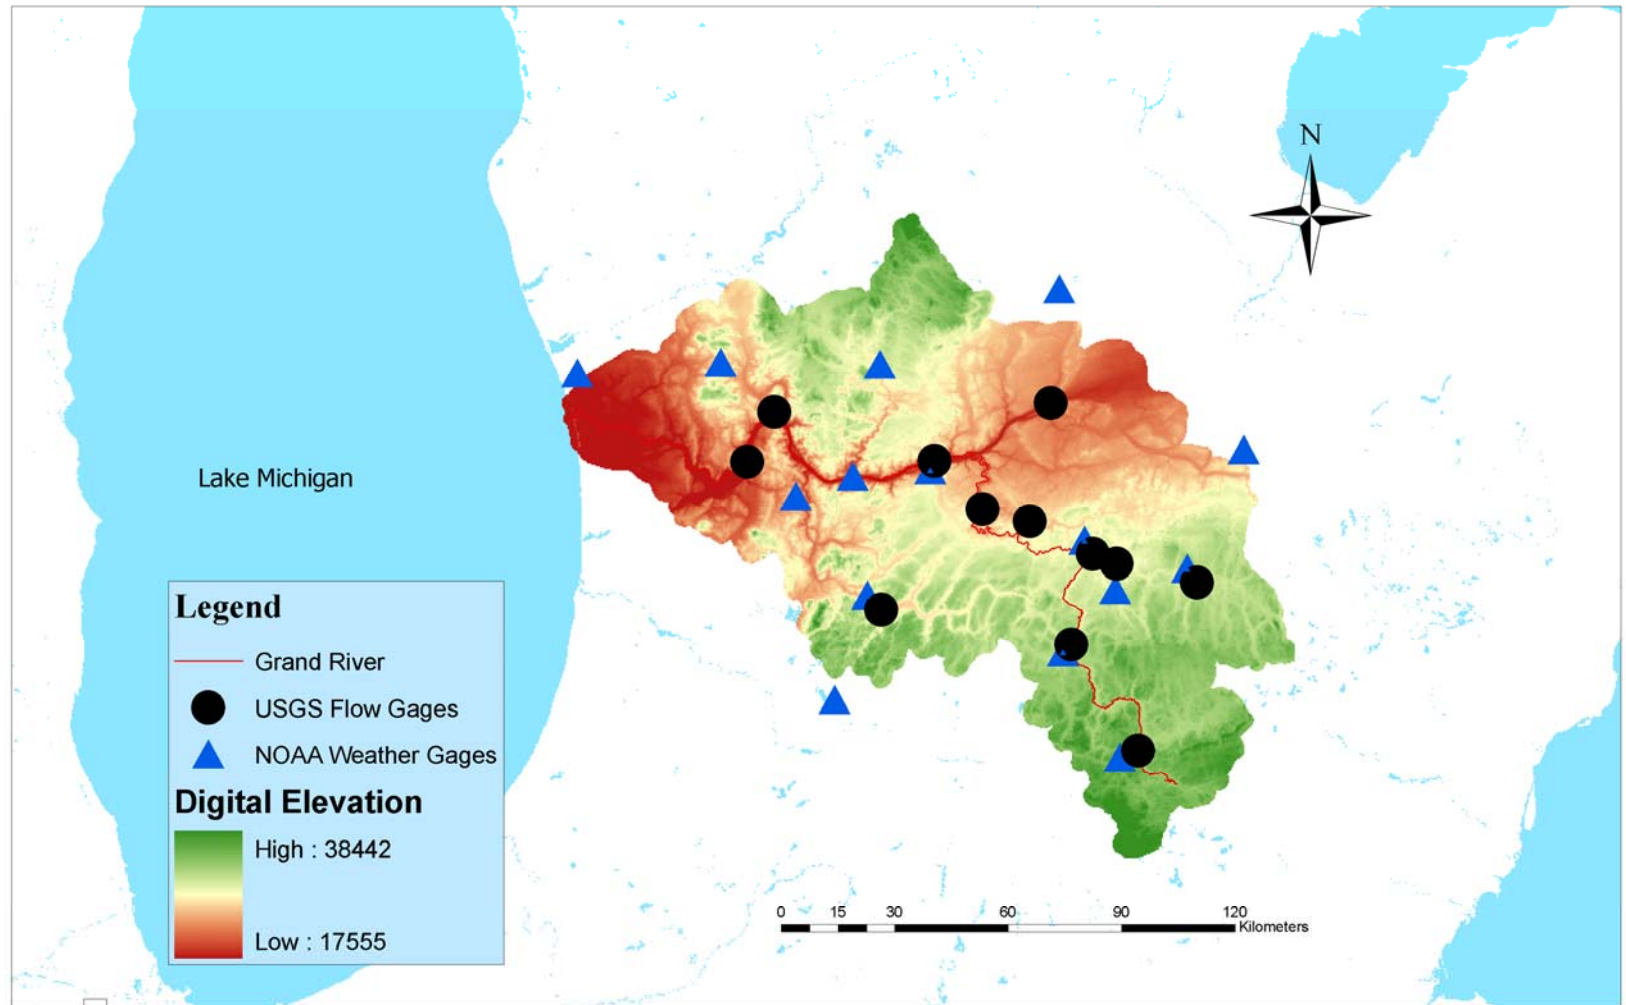 N
Lake Michigan
Legend
Grand River
USGS Flow Gages
NOAA Weather Gages
Digital Elevation
High : 38442
Low : 17555
0 15 30 60 90 120
Kilometers